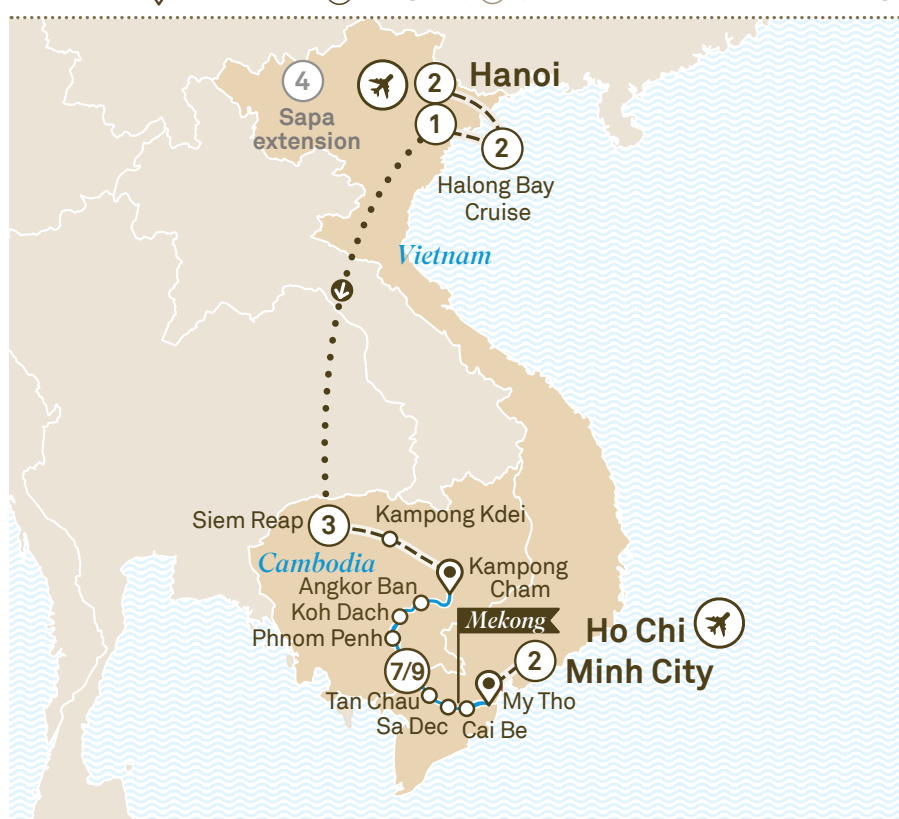 4
Sapa
extension
2
Hanoi
1
2
Halong Bay
Cruise
Vietnam
Siem Reap
3
Kampong Kdei
Cambodia
Kampong
Cham
Angkor Ban
Koh Dach
Phnom Penh
Mekong
Ho Chi
Minh City
2
7/9
Tan Chau
My Tho
Sa Dec
Cai Be